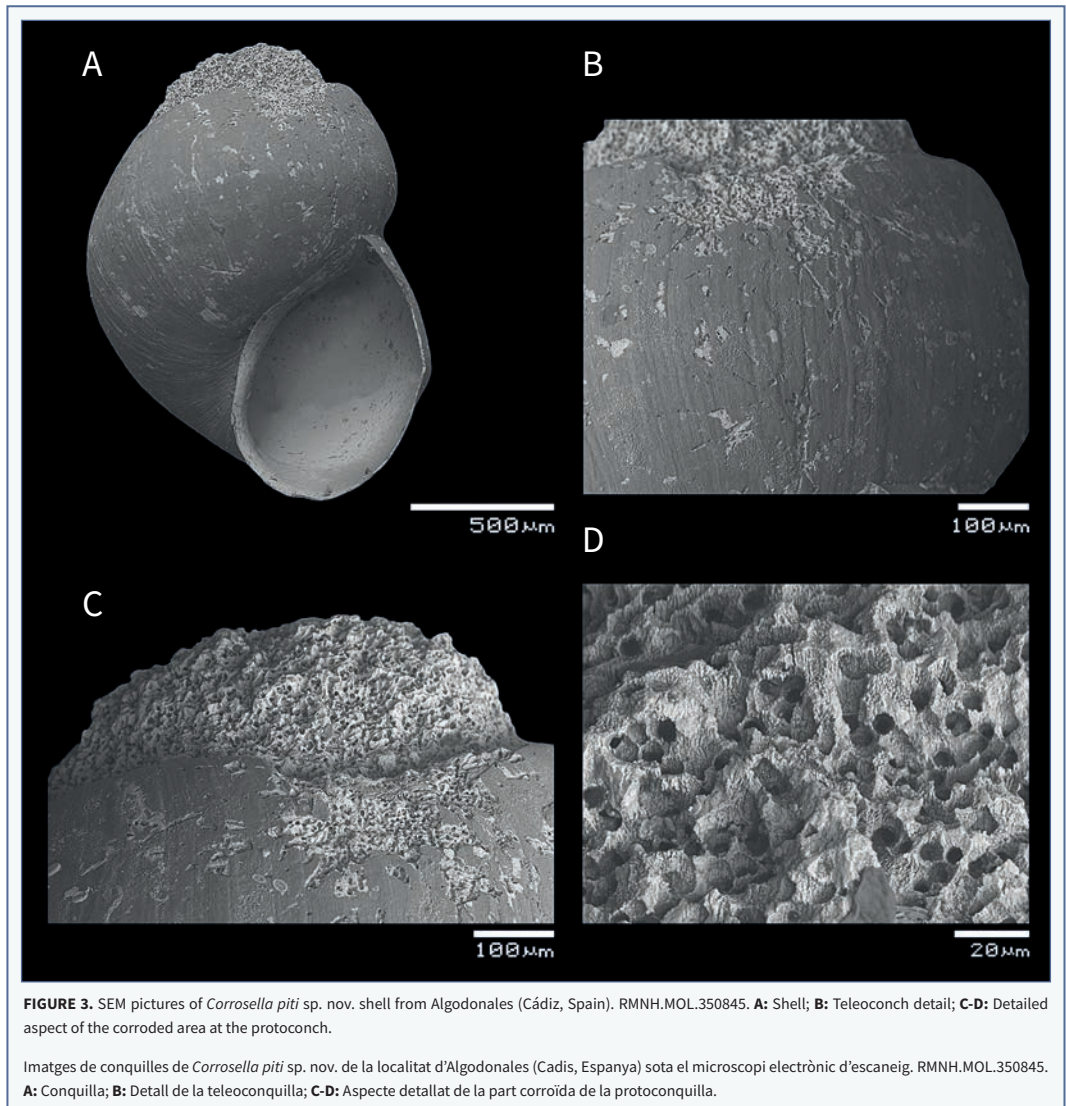 A
B
500μm
100μm
C
D
100μm
20μm
FIGURE 3. SEM pictures of Corrosella piti sp. nov. shell from Algodonales (Cádiz, Spain). RMNH.MOL.350845. A: Shell; B: Teleoconch detail; C-D: Detailed
aspect of the corroded area at the protoconch.
Imatges de conquilles de Corrosella piti sp. nov. de la localitat d'Algodonales (Cadis, Espanya) sota el microscopi electrònic d'escaneig. RMNH.MOL.350845.
A: Conquilla; B: Detall de la teleoconquilla; C-D: Aspecte detallat de la part corroïda de la protoconquilla.